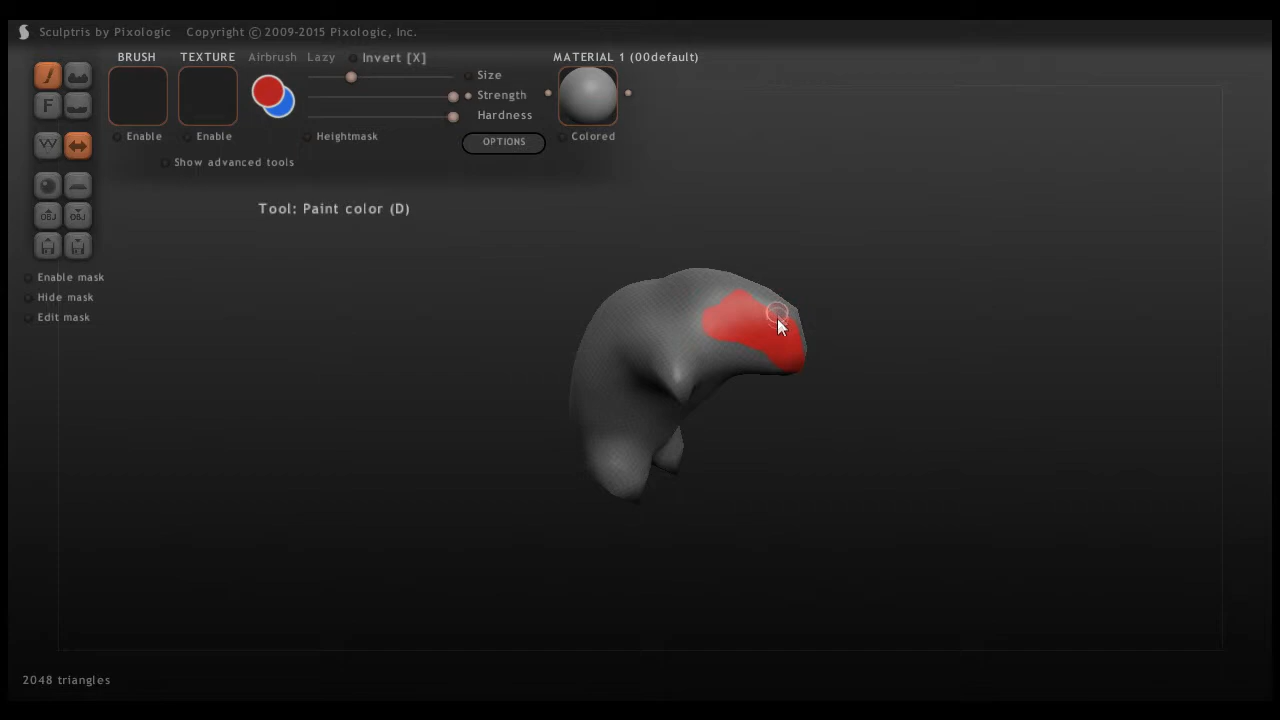 Sculptris by Pixologic Copyright © 2009-2015 Pixologic, Inc.
BRUSH TEXTURE Airbrush Lazy Invert [X] MATERIAL 1 (00default)
Size
F Strength
Hardness
Enable Enable Heightmask OPTIONS Colored
Show advanced tools
Tool: Paint color (D)
OBJ OBJ
Enable mask
Hide mask
Edit mask
2048 triangles